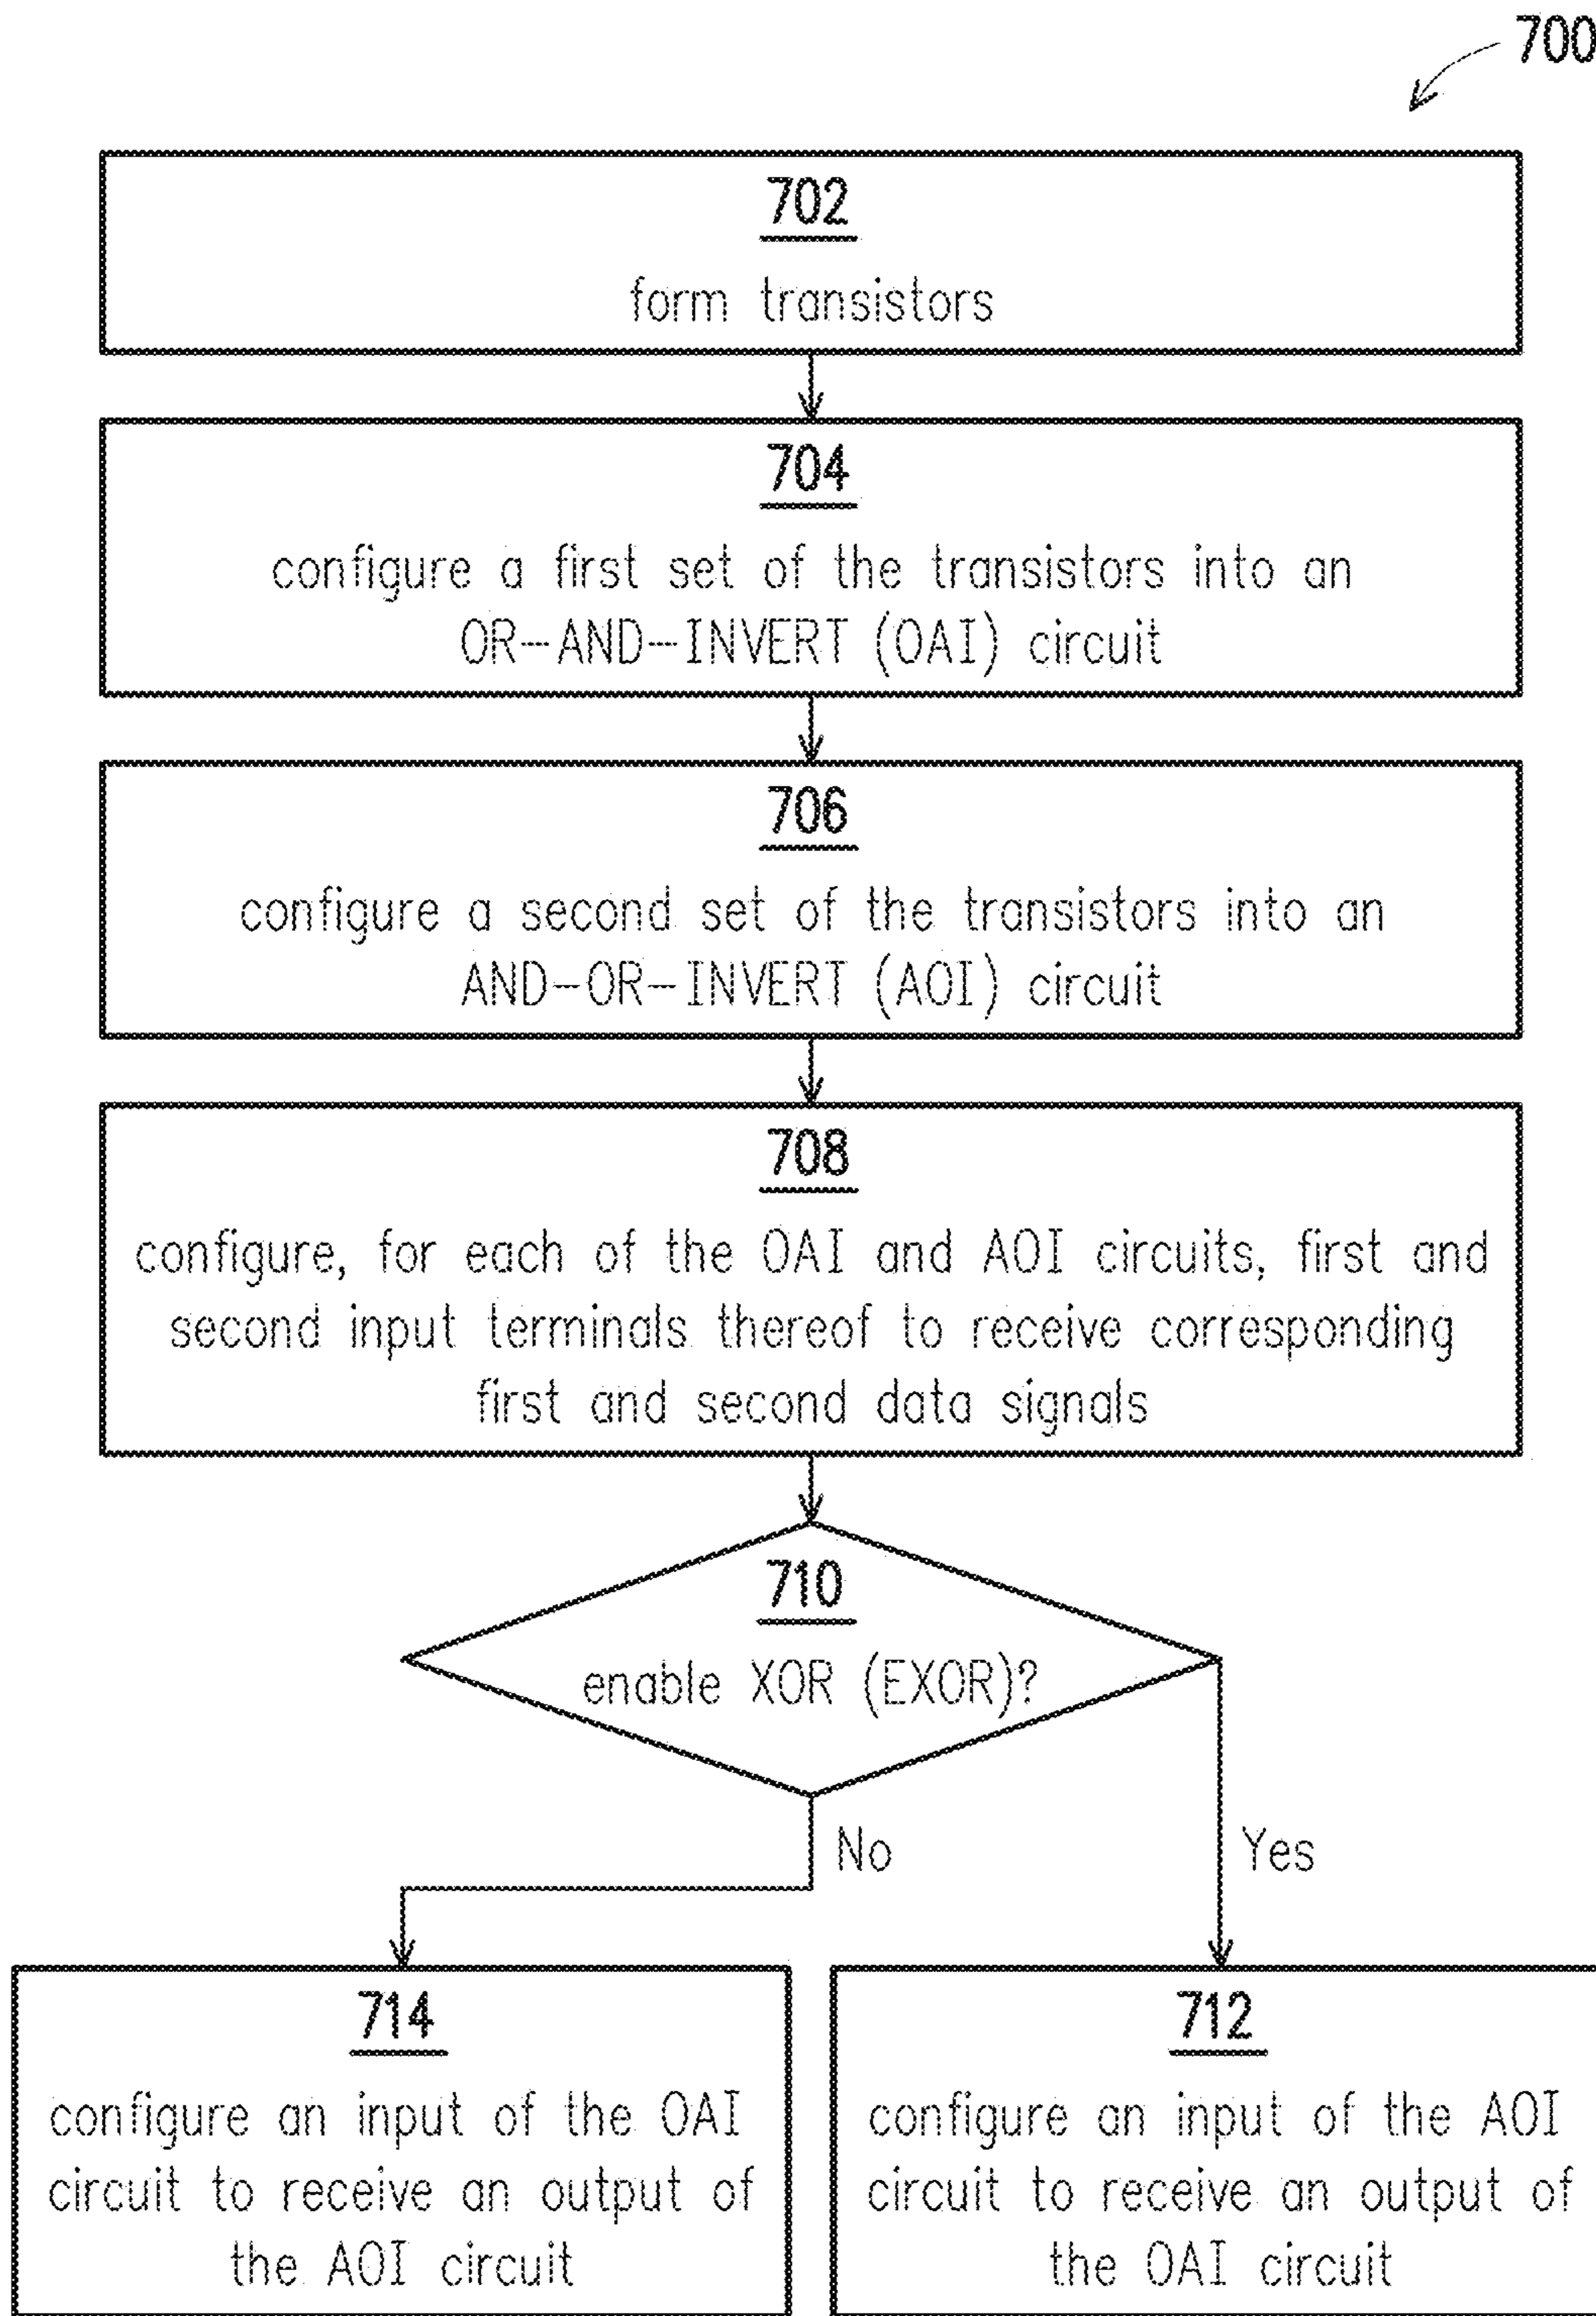 700
702
form transistors
704
configure a first set of the transistors into an
OR-AND-INVERT (OAI) circuit
706
configure a second set of the transistors into an
AND-OR-INVERT (AOI) circuit
708
configure, for each of the OAI and AOI circuits, first and
second input terminals thereof to receive corresponding
first and second data signals
710
enable XOR (EXOR)?
No
Yes
714
configure an input of the OAI
circuit to receive an output of
the AOI circuit
712
configure an input of the AOI
circuit to receive an output of
the OAI circuit